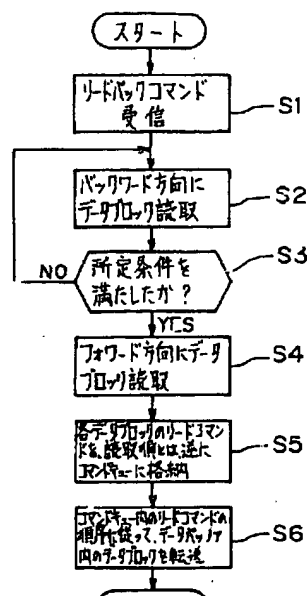 スタート
リードバックコマンド
受信
S1
バックワード方向に
データブロック読取
S2
所定条件を
満たしたか?
S3
NO
YES
フォワード方向にデータ
ブロック読取
S4
各データブロックのリードコマン
ドを、読取順とは、逆に
コマンドキューに格納
S5
コマンドキュー内のリードコマンドの
順序に従って、データバッファ
内のデータブロックを転送
S6